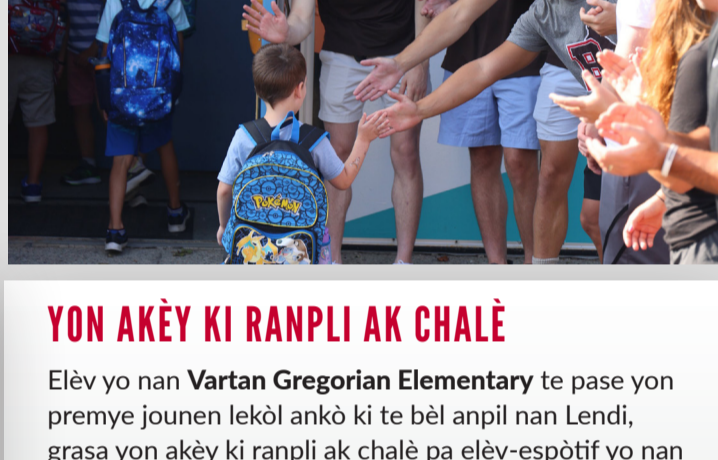 POKéMON
YON AKÈY KI RANPLI AK CHALÈ
Elèv yo nan Vartan Gregorian Elementary te pase yon
premye jounen lekòl ankò ki te bèl anpil nan Lendi,
grasa yon akèy ki ranpli ak chalè pa elèv-espòtif yo nan